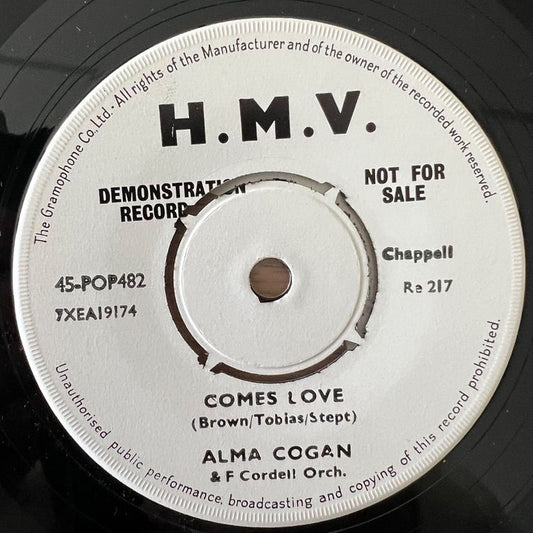 The Gramophone Co. Ltd. - All rights of the Manufacturer and of the owner of the recorded work reserved.
H.M.V.
DEMONSTRATION
RECORD
NOT FOR
SALE
Chappell
45-POP482
7XEA19174
Re 217
COMES LOVE
(Brown/Tobias/Stept)
ALMA COGAN
& F Cordell Orch.
Unauthorised public performance, broadcasting and copying of this record prohibited.